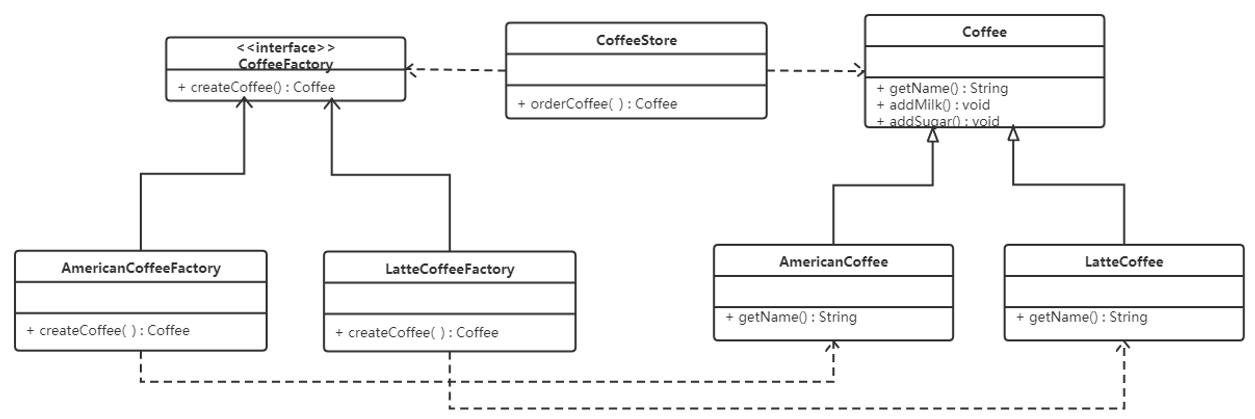 <<interface>>
CoffeeFactory
+ createCoffee() : Coffee
CoffeeStore
+ orderCoffee( ) : Coffee
Coffee
+ getName() : String
+ addMilk() : void
+ addSugar() : void
AmericanCoffeeFactory
+ createCoffee( ) : Coffee
LatteCoffeeFactory
+ createCoffee( ) : Coffee
AmericanCoffee
+ getName() : String
LatteCoffee
+ getName() : String